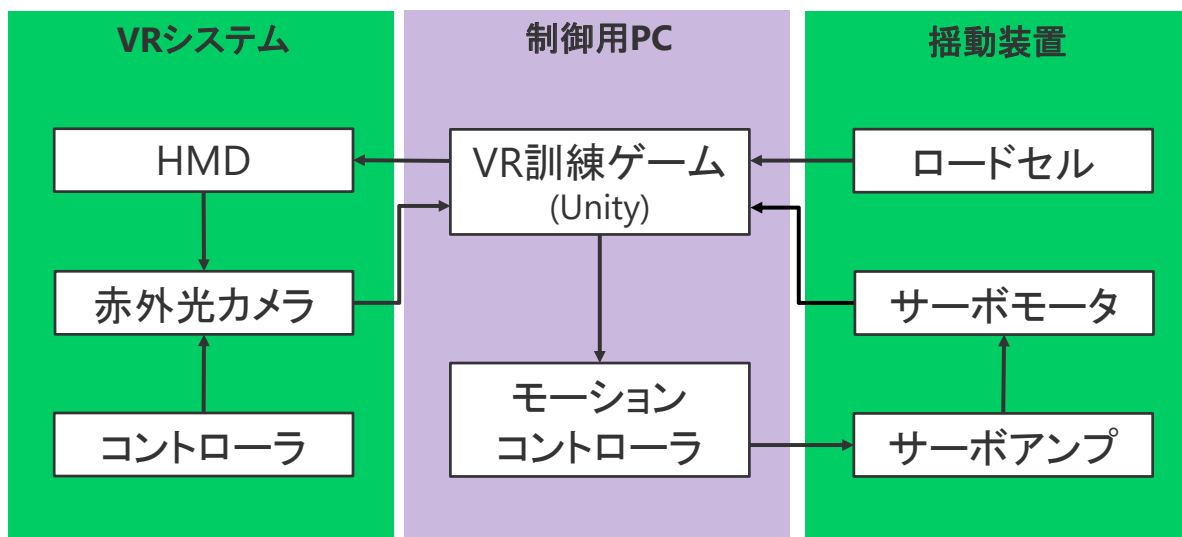 VRシステム
HMD
赤外光カメラ
コントローラ
制御用PC
VR訓練ゲーム
(Unity)
モーション
コントローラ
揺動装置
ロードセル
サーボモータ
サーボアンプ